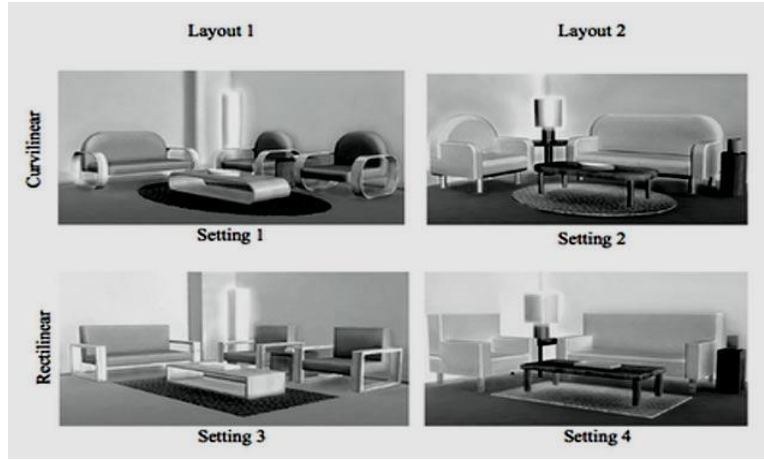 Layout 1
Layout 2
Curvilinear
Setting 1
Setting 2
Rectilinear
Setting 3
Setting 4